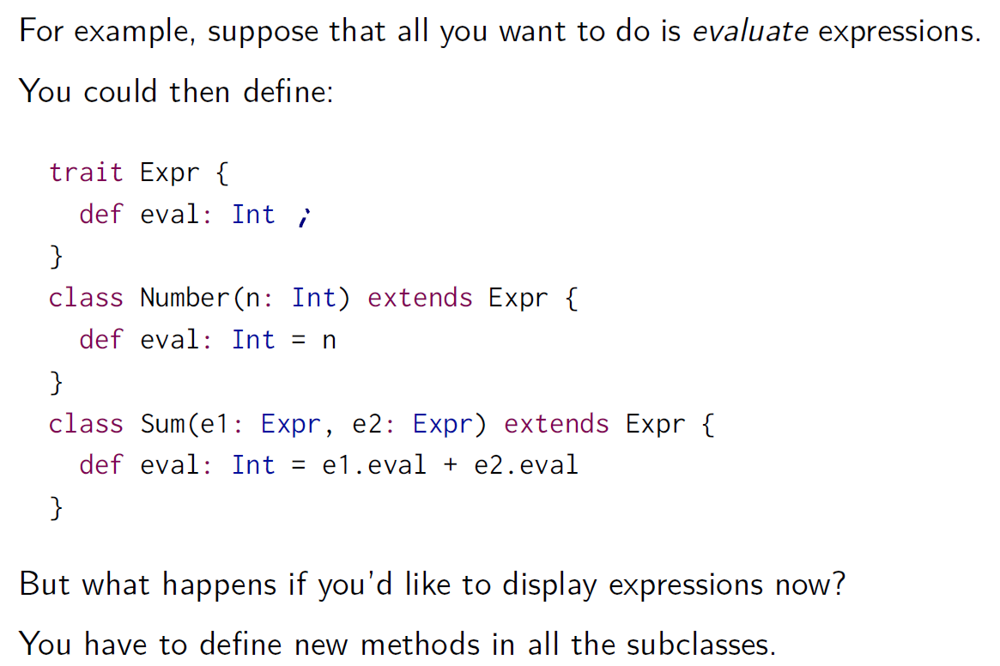 For example, suppose that all you want to do is evaluate expressions.
You could then define:
trait Expr {
  def eval: Int ;
}
class Number(n: Int) extends Expr {
  def eval: Int = n
}
class Sum(e1: Expr, e2: Expr) extends Expr {
  def eval: Int = e1.eval + e2.eval
}
But what happens if you'd like to display expressions now?
You have to define new methods in all the subclasses.